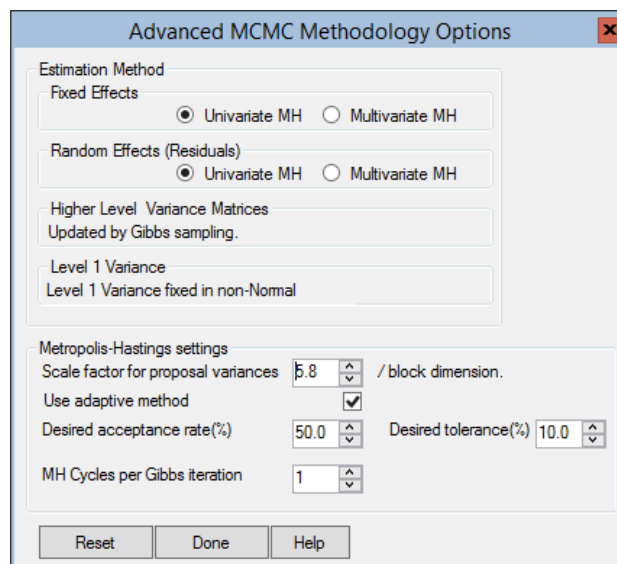 Advanced MCMC Methodology Options
Estimation Method
Fixed Effects
Univariate MH Multivariate MH
Random Effects (Residuals)
Univariate MH Multivariate MH
Higher Level Variance Matrices
Updated by Gibbs sampling.
Level 1 Variance
Level 1 Variance fixed in non-Normal
Metropolis-Hastings settings
Scale factor for proposal variances 5.8 / block dimension.
Use adaptive method
Desired acceptance rate(%) 50.0 Desired tolerance(%) 10.0
MH Cycles per Gibbs iteration 1
Reset Done Help